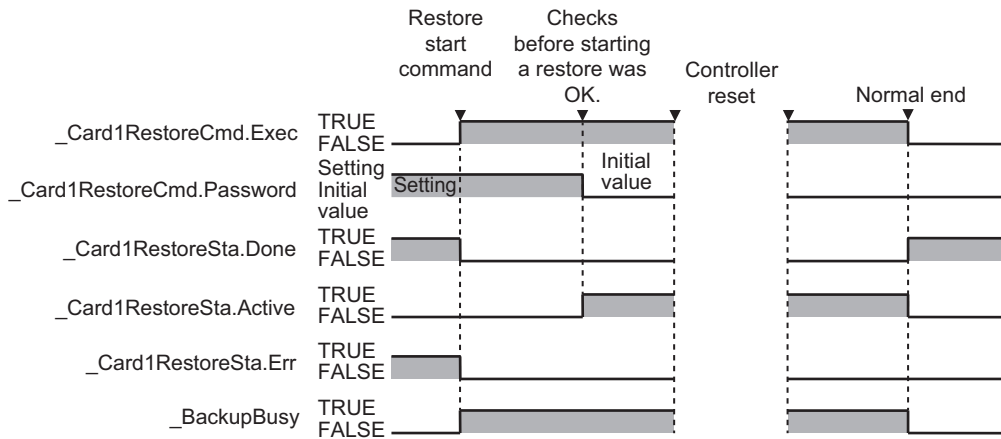 Restore
start
command
Checks
before starting
a restore was
OK.
Controller
reset
Normal end
_Card1RestoreCmd.Exec
TRUE
FALSE
_Card1RestoreCmd.Password
Setting
Initial
value
Setting
Initial
value
_Card1RestoreSta.Done
TRUE
FALSE
_Card1RestoreSta.Active
TRUE
FALSE
_Card1RestoreSta.Err
TRUE
FALSE
_BackupBusy
TRUE
FALSE